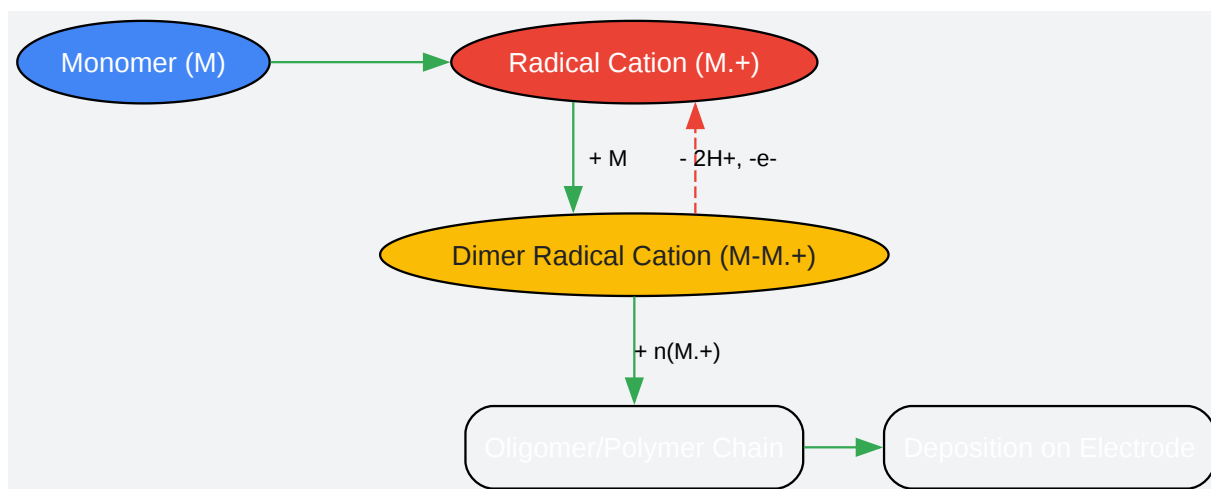 Monomer (M)
Radical Cation (M.+)
+ M
- 2H+, -e-
Dimer Radical Cation (M-M.+)
+ n(M.+)
Oligomer/Polymer Chain
Deposition on Electrode